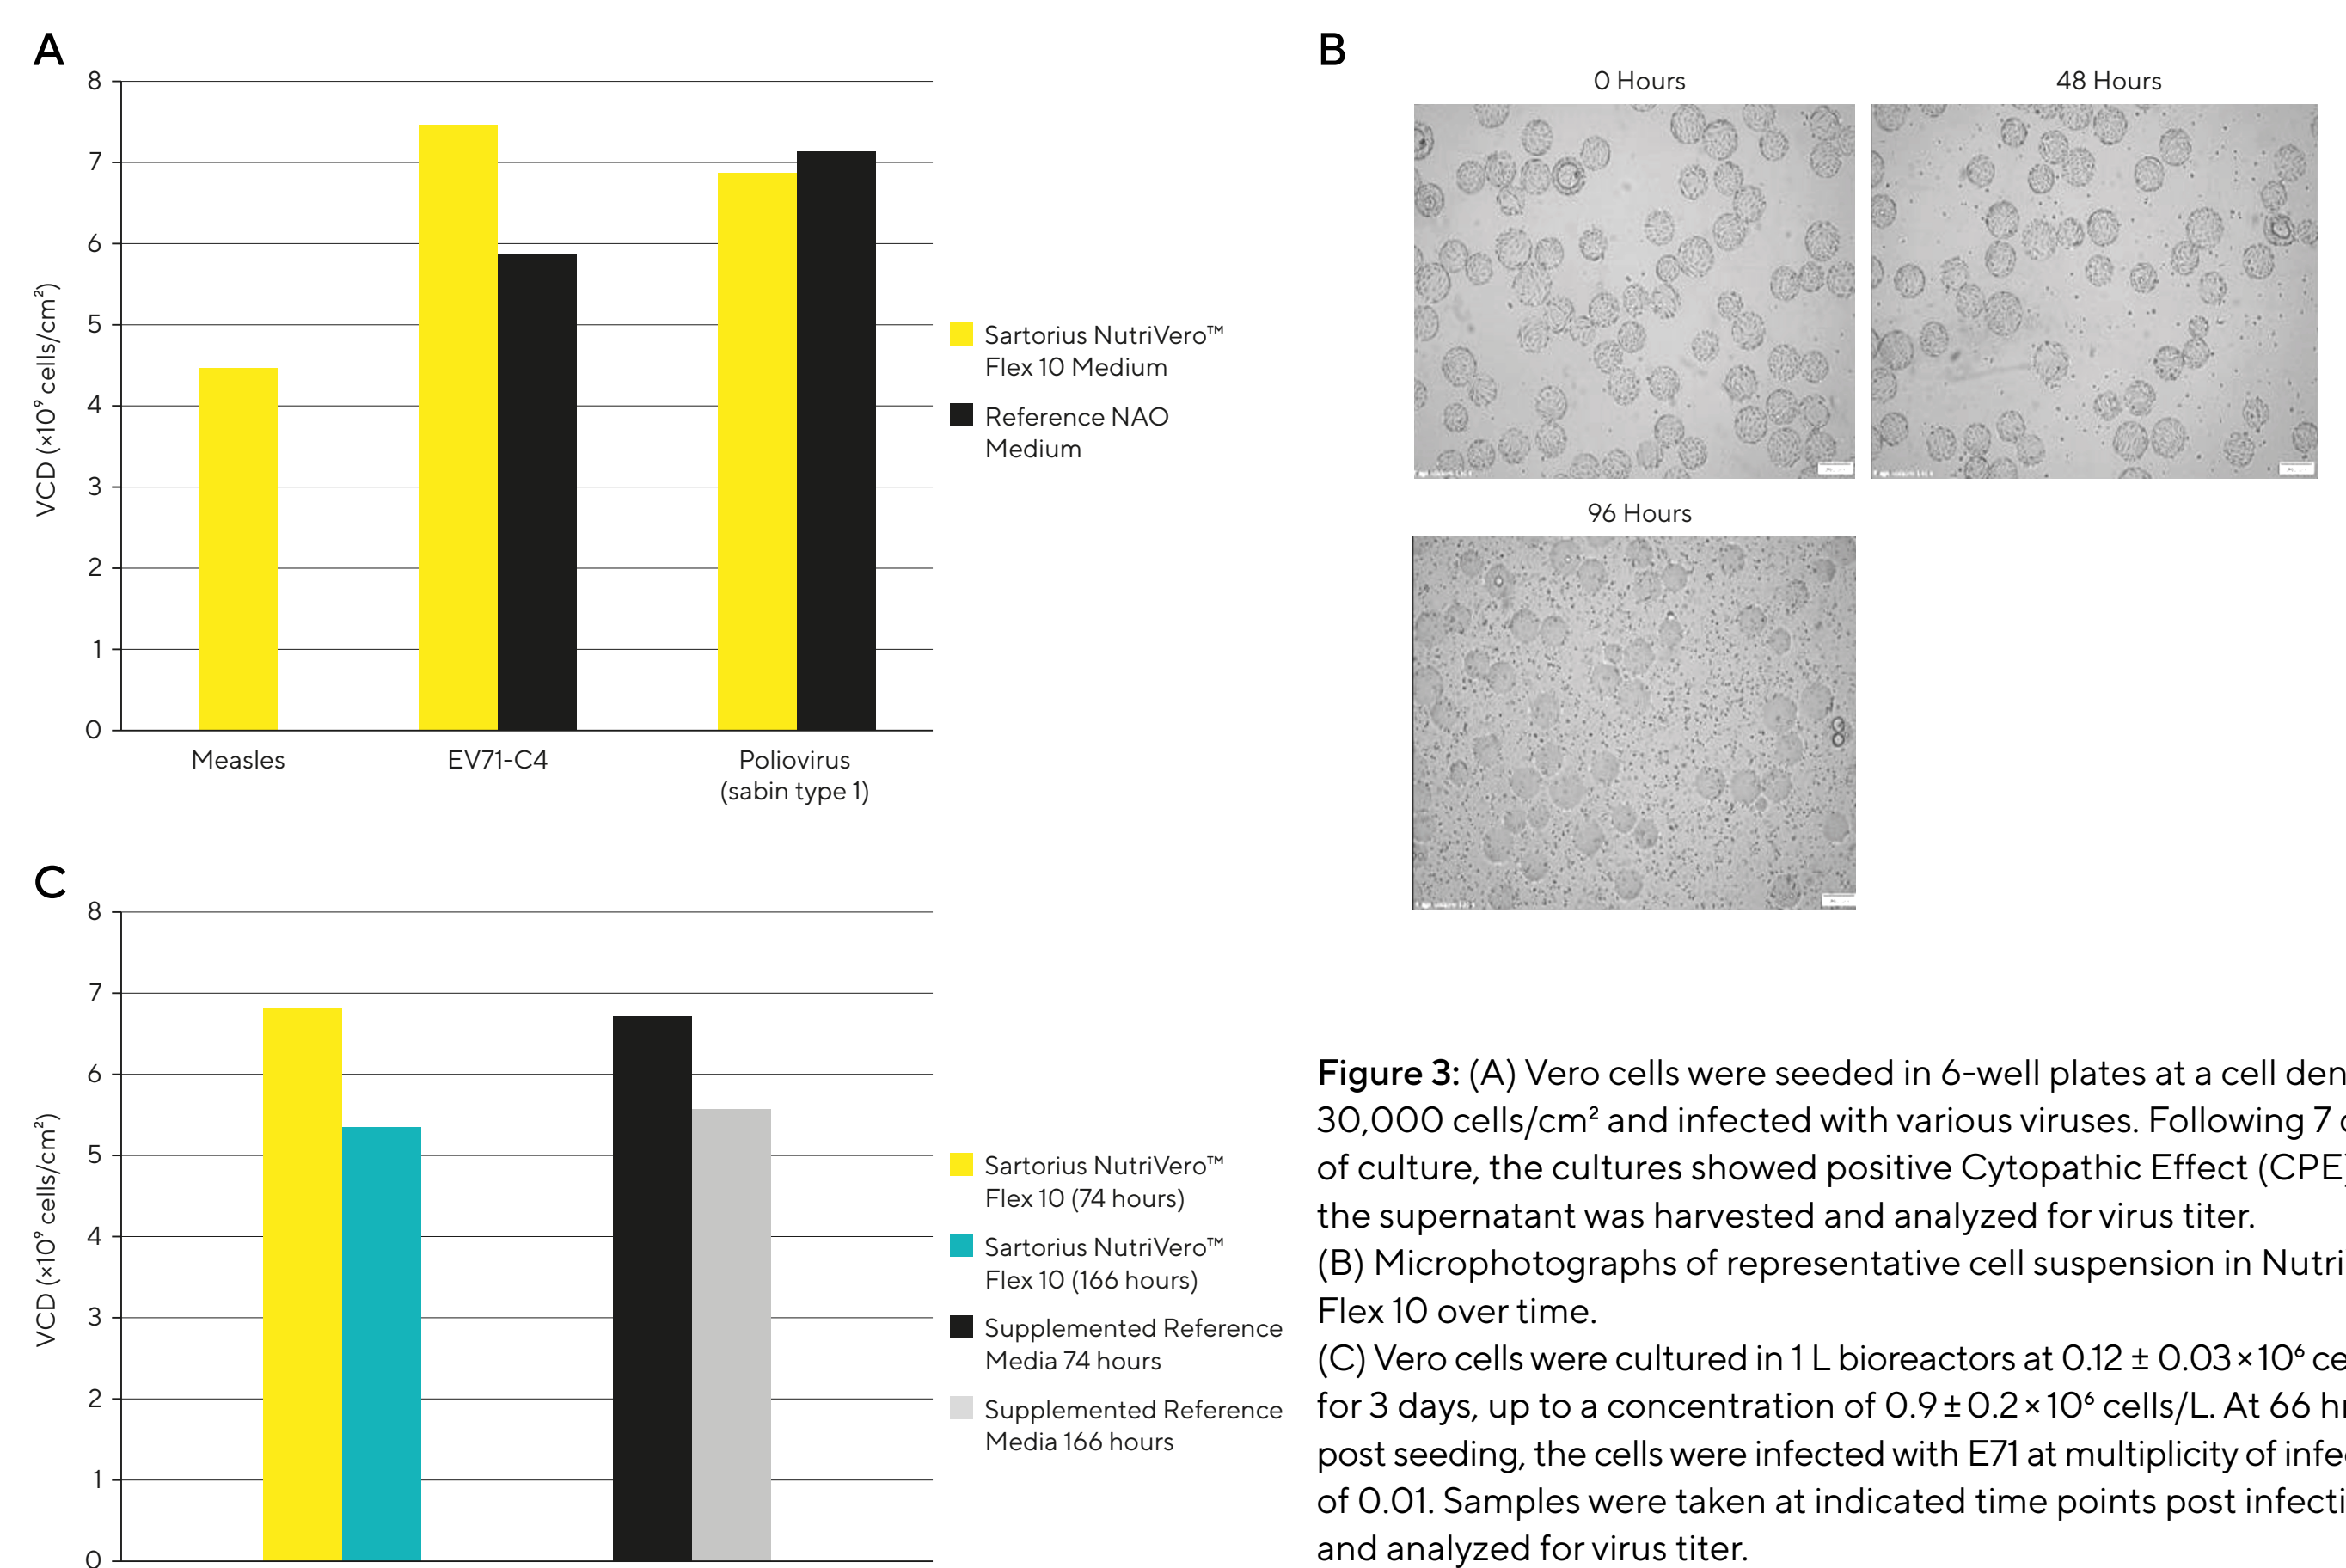 A
8
7
6
5
4
3
2
1
0
VCD (×10⁹ cells/cm²)
Measles
EV71-C4
Poliovirus
(sabin type 1)
Sartorius NutriVero™
Flex 10 Medium
Reference NAO
Medium
B
0 Hours
48 Hours
96 Hours
C
8
7
6
5
4
3
2
1
0
VCD (×10⁹ cells/cm²)
Sartorius NutriVero™
Flex 10 (74 hours)
Sartorius NutriVero™
Flex 10 (166 hours)
Supplemented Reference
Media 74 hours
Supplemented Reference
Media 166 hours
Figure 3: (A) Vero cells were seeded in 6-well plates at a cell den
30,000 cells/cm² and infected with various viruses. Following 7
of culture, the cultures showed positive Cytopathic Effect (CPE)
the supernatant was harvested and analyzed for virus titer.
(B) Microphotographs of representative cell suspension in Nutri
Flex 10 over time.
(C) Vero cells were cultured in 1 L bioreactors at 0.12 ± 0.03×10⁶ ce
for 3 days, up to a concentration of 0.9±0.2×10⁶ cells/L. At 66 hr
post seeding, the cells were infected with E71 at multiplicity of infe
of 0.01. Samples were taken at indicated time points post infecti
and analyzed for virus titer.